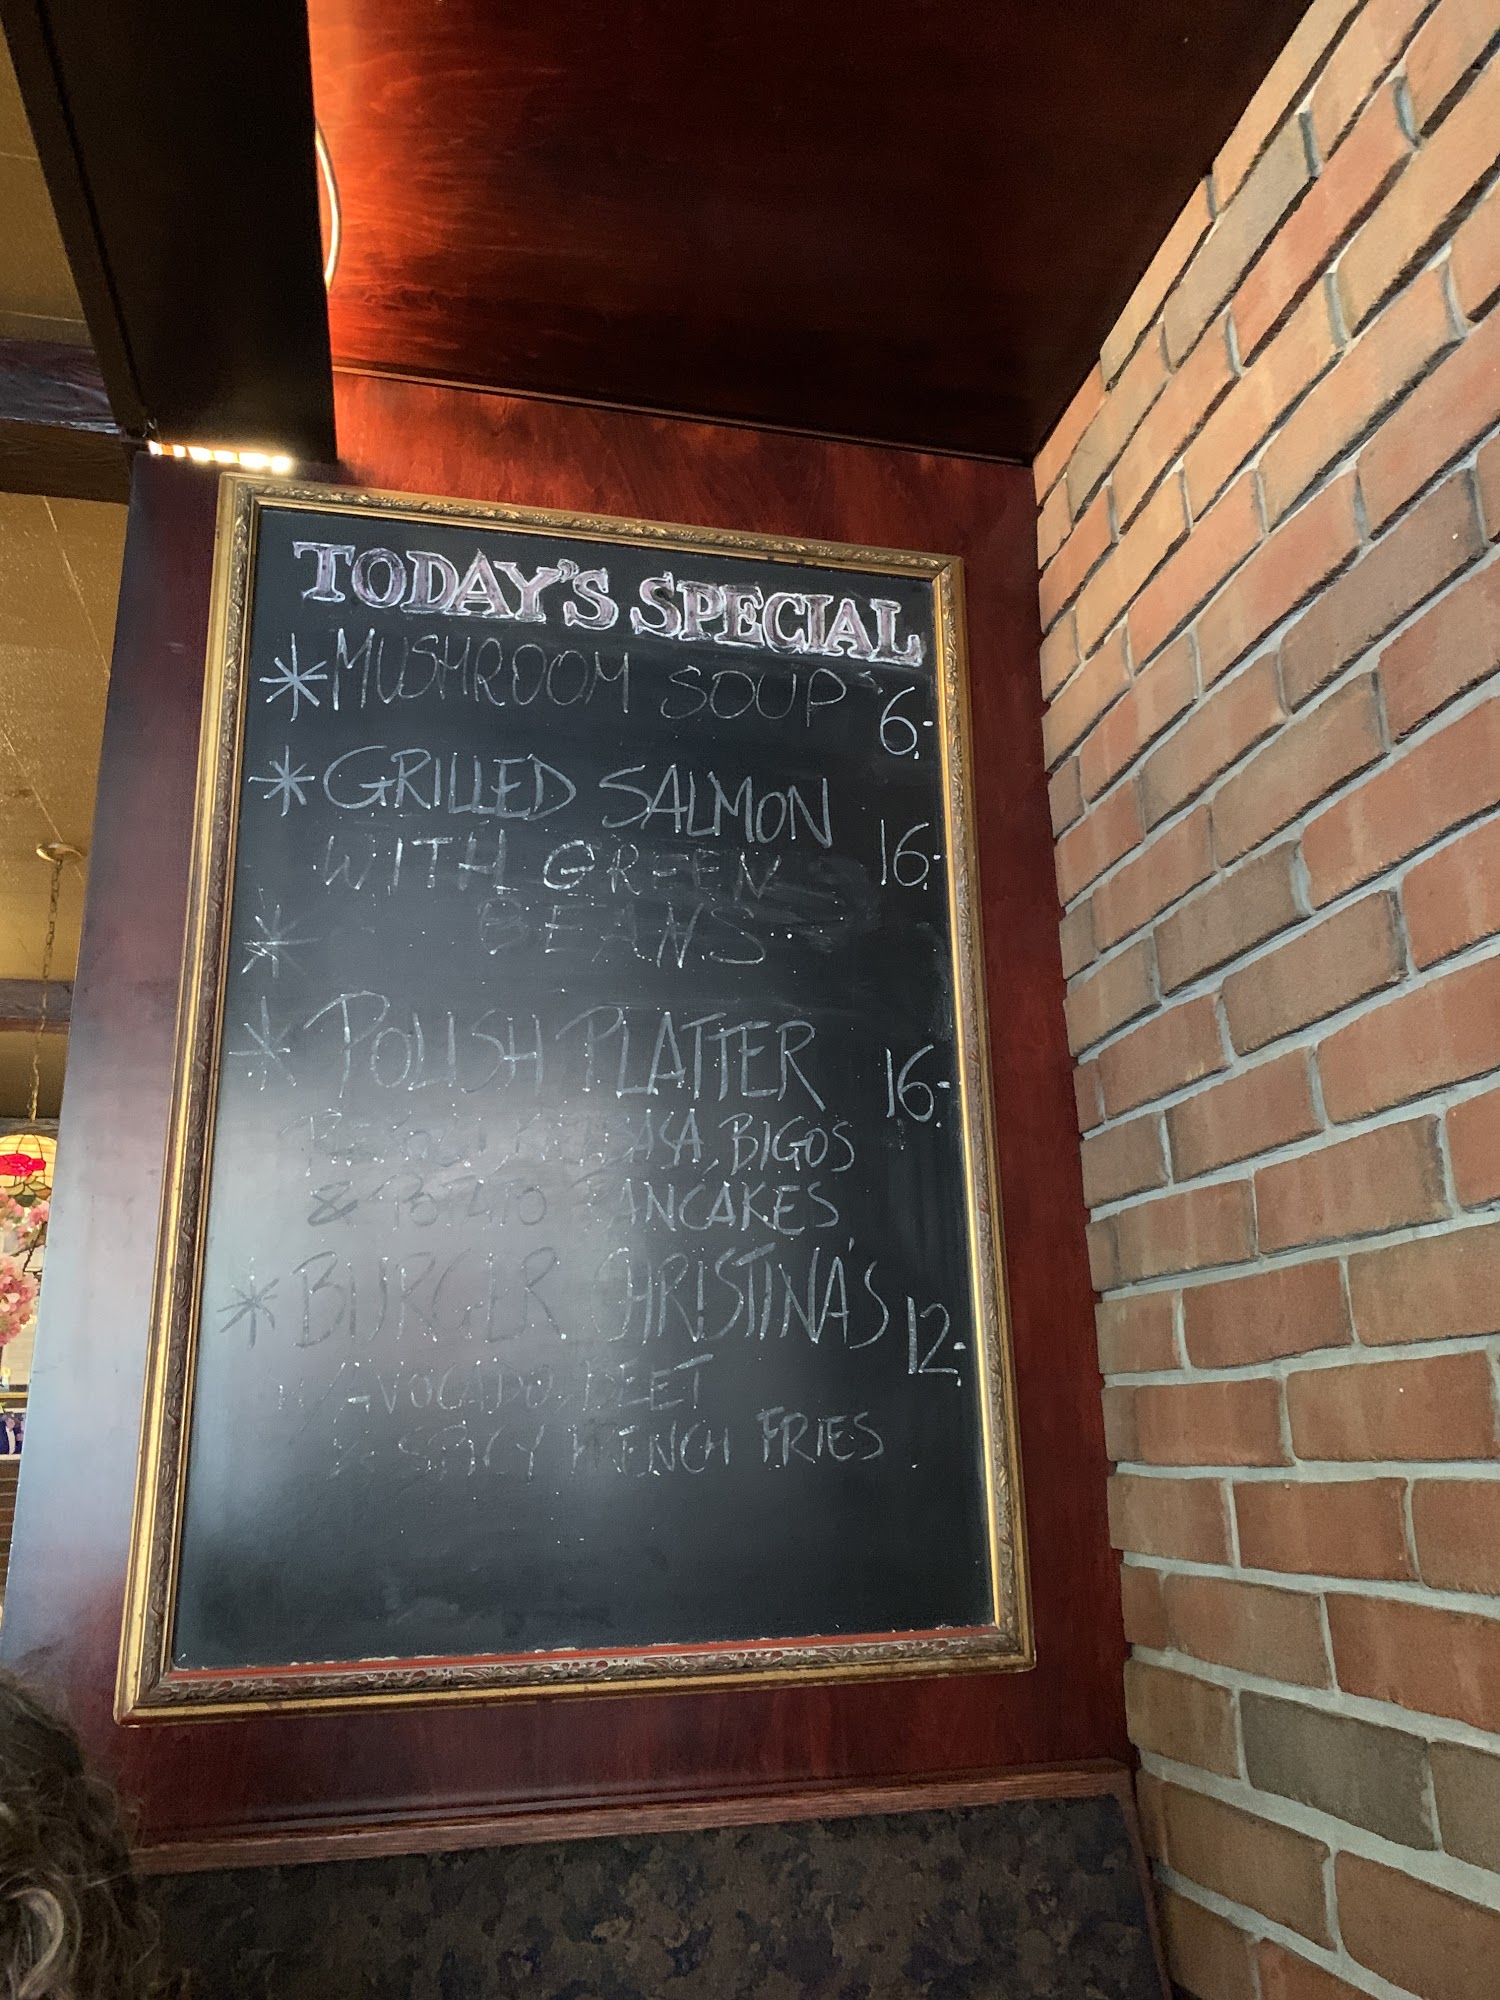 TODAY'S SPECIAL
* MUSHROOM SOUP 6.-
* GRILLED SALMON
WITH GREEN 16.-
* BEANS
* POLISH PLATTER 16.-
BIGOS
& POTATO PANCAKES
* BURGER CHRISTINA'S 12.-
W/ AVOCADO, BEET
& SPICY FRENCH FRIES